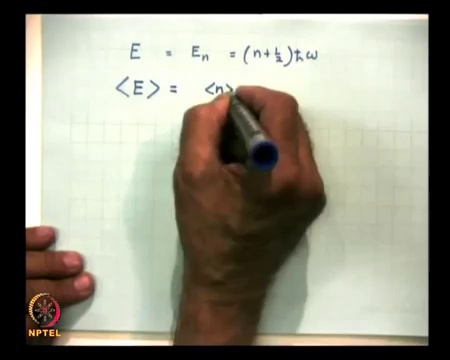 E = Eₙ = (n + 1/2) ħω
<E> = <n>
NPTEL